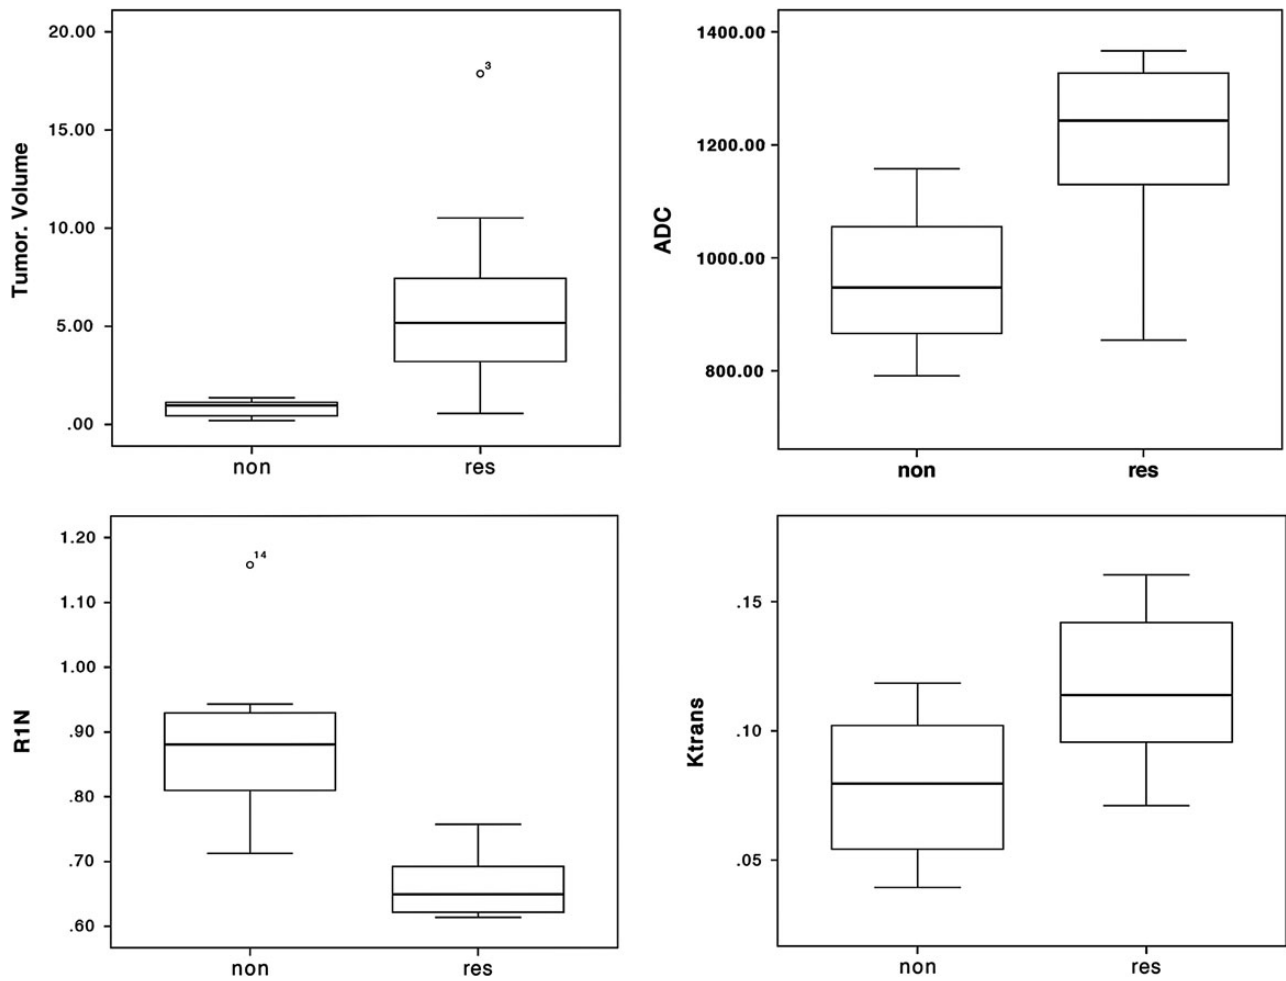 Tumor. Volume
20.00
15.00
10.00
5.00
.00
3
non
res
ADC
1400.00
1200.00
1000.00
800.00
non
res
R1N
1.20
1.10
1.00
.90
.80
.70
.60
14
non
res
Ktrans
.15
.10
.05
non
res